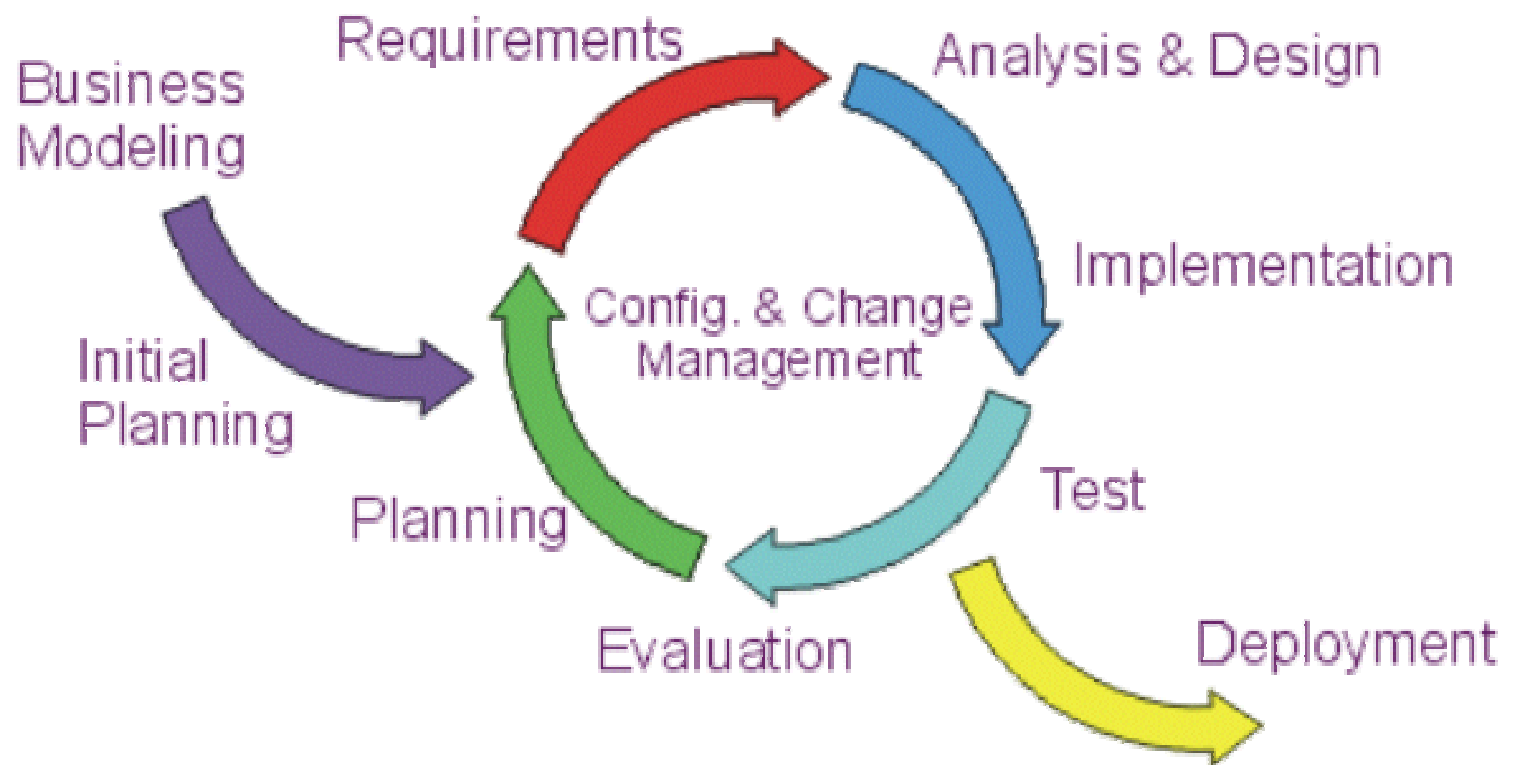 Requirements
Analysis & Design
Business
Modeling
Implementation
Config. & Change
Management
Initial
Planning
Planning
Test
Evaluation
Deployment